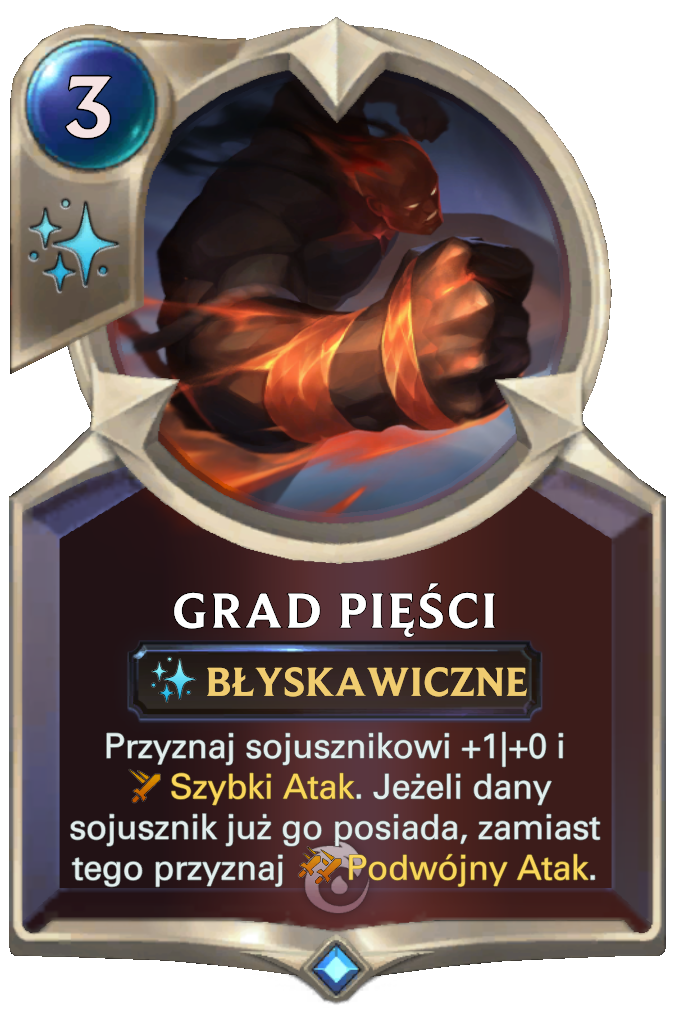 3
GRAD PIĘŚCI
BŁYSKAWICZNE
Przyznaj sojusznikowi +1|+0 i
Szybki Atak. Jeżeli dany
sojusznik już go posiada, zamiast
tego przyznaj Podwójny Atak.